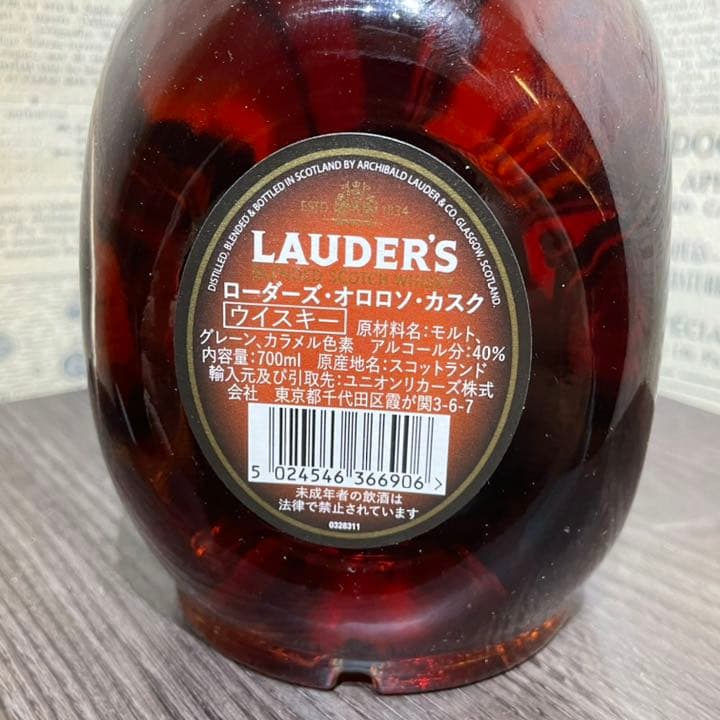 DISTILLED, BLENDED & BOTTLED IN SCOTLAND BY ARCHIBALD LAUDER & CO. GLASGOW, SCOTLAND.
ESTD 1834
LAUDER'S
BLENDED SCOTCH WHISKY
ローダーズ・オロロソ・カスク
ウイスキー 原材料名：モルト、
グレーン、カラメル色素 アルコール分：40%
内容量：700ml 原産地名：スコットランド
輸入元及び引取先：ユニオンリカーズ株式
会社 東京都千代田区霞が関3-6-7
5 024546 366906 >
未成年者の飲酒は
法律で禁止されています
0328311